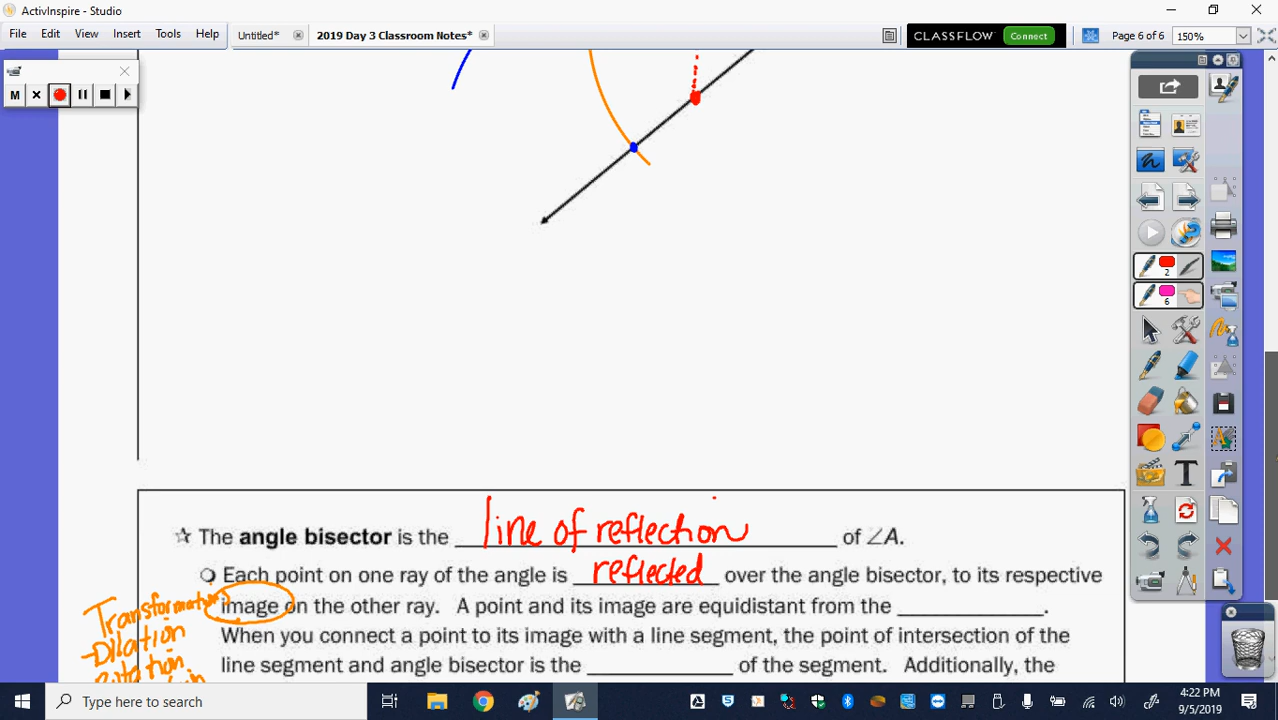 ActivInspire - Studio
File Edit View Insert Tools Help
Untitled* 2019 Day 3 Classroom Notes*
CLASSFLOW Connect
Page 6 of 6 150%
M
2
6
T
☆ The angle bisector is the line of reflection of ∠A.
Each point on one ray of the angle is reflected over the angle bisector, to its respective
image on the other ray. A point and its image are equidistant from the ____________.
When you connect a point to its image with a line segment, the point of intersection of the
line segment and angle bisector is the ____________ of the segment. Additionally, the
Transformations
-Dilation
Type here to search
4:22 PM
9/5/2019